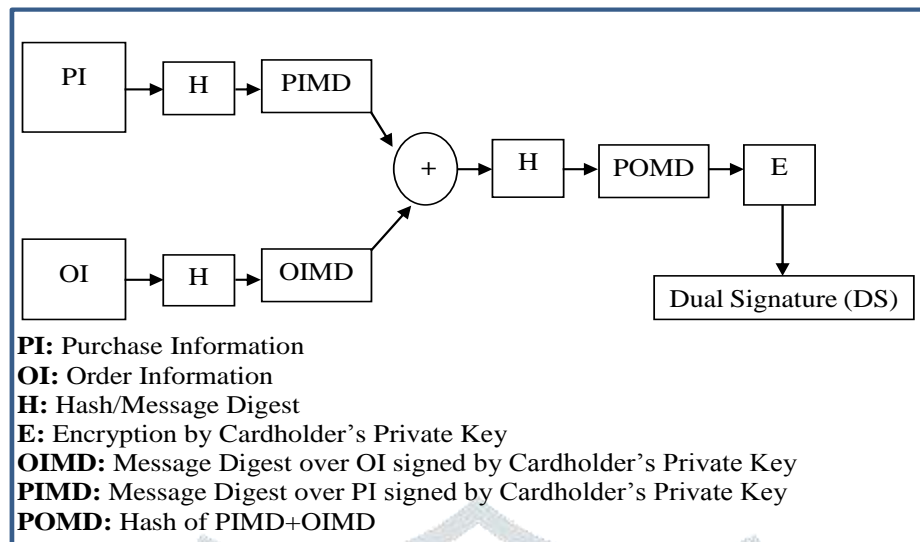 PI
H
PIMD
+
H
POMD
E
OI
H
OIMD
Dual Signature (DS)
PI: Purchase Information
OI: Order Information
H: Hash/Message Digest
E: Encryption by Cardholder's Private Key
OIMD: Message Digest over OI signed by Cardholder's Private Key
PIMD: Message Digest over PI signed by Cardholder's Private Key
POMD: Hash of PIMD+OIMD